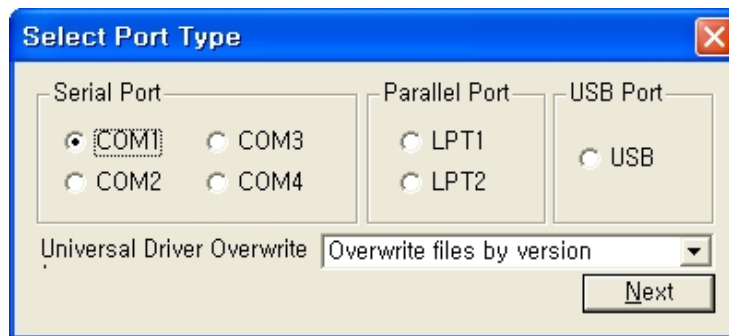 Select Port Type
Serial Port
COM1 COM3
COM2 COM4
Parallel Port
LPT1
LPT2
USB Port
USB
Universal Driver Overwrite Overwrite files by version
Next